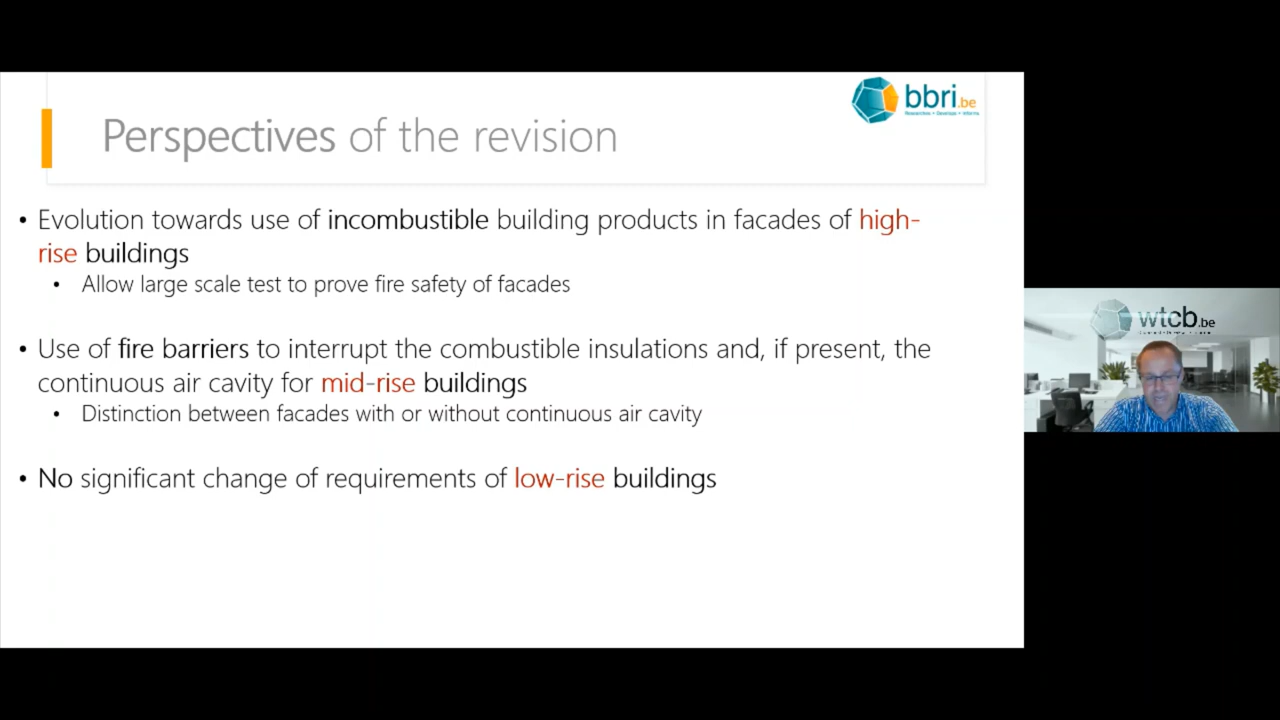 bbri.be
Researches • Develops • Informs
Perspectives of the revision
• Evolution towards use of incombustible building products in facades of high-
rise buildings
• Allow large scale test to prove fire safety of facades
• Use of fire barriers to interrupt the combustible insulations and, if present, the
continuous air cavity for mid-rise buildings
• Distinction between facades with or without continuous air cavity
• No significant change of requirements of low-rise buildings
wtcb.be